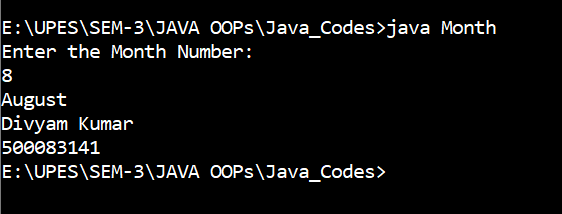 E:\UPES\SEM-3\JAVA OOPs\Java_Codes>java Month
Enter the Month Number:
8
August
Divyam Kumar
500083141
E:\UPES\SEM-3\JAVA OOPs\Java_Codes>